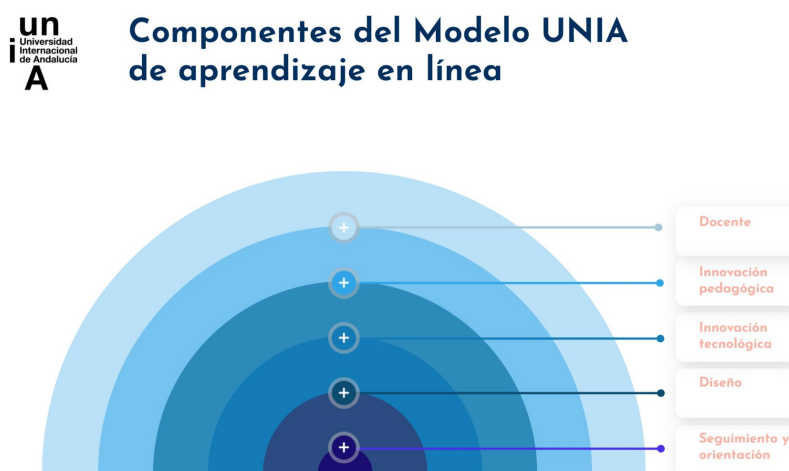 un
i
Universidad
Internacional
de Andalucía
A
Componentes del Modelo UNIA
de aprendizaje en línea
+
Docente
+
Innovación
pedagógica
+
Innovación
tecnológica
+
Diseño
+
Seguimiento y
orientación